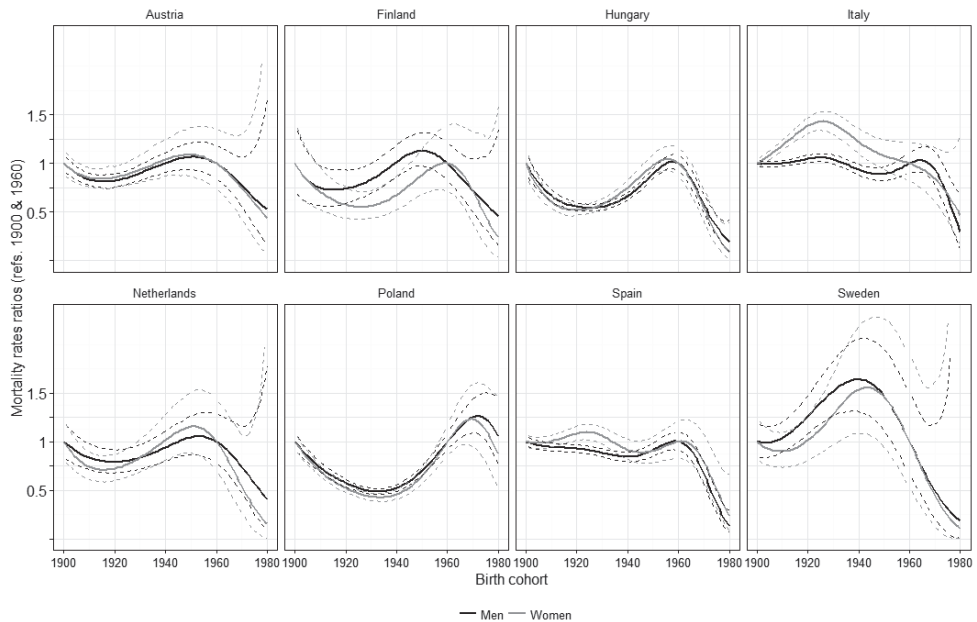 Austria Finland Hungary Italy
Mortality rates ratios (refs. 1900 & 1960)
1.5
1
0.5
Netherlands Poland Spain Sweden
1.5
1
0.5
1900 1920 1940 1960 1980 1900 1920 1940 1960 1980 1900 1920 1940 1960 1980 1900 1920 1940 1960 1980
Birth cohort
Men Women